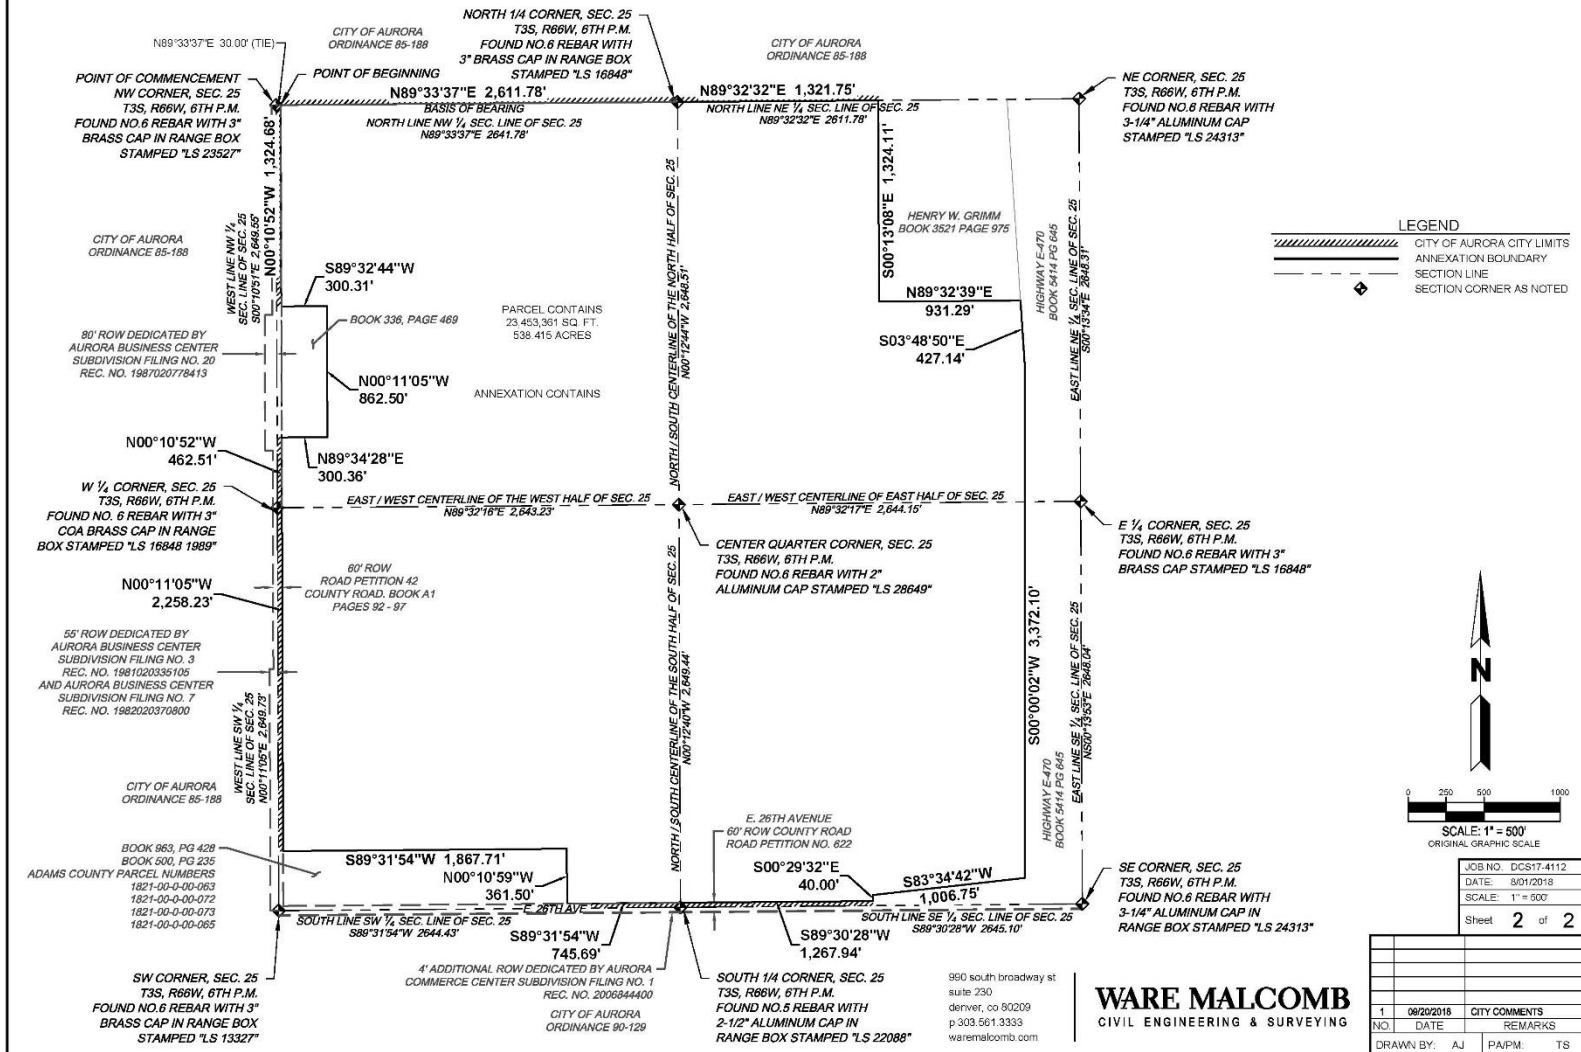 N89°33'37"E 30.00' (TIE)
CITY OF AURORA
ORDINANCE 85-188
NORTH 1/4 CORNER, SEC. 25
T3S, R66W, 6TH P.M.
FOUND NO.6 REBAR WITH
3" BRASS CAP IN RANGE BOX
STAMPED "LS 16848"
CITY OF AURORA
ORDINANCE 85-188
POINT OF COMMENCEMENT
NW CORNER, SEC. 25
T3S, R66W, 6TH P.M.
FOUND NO.6 REBAR WITH 3"
BRASS CAP IN RANGE BOX
STAMPED "LS 23527"
POINT OF BEGINNING
N89°33'37"E 2,611.78'
BASIS OF BEARING
NORTH LINE NW 1/4 SEC. LINE OF SEC. 25
N89°33'37"E 2641.78'
N89°32'32"E 1,321.75'
NORTH LINE NE 1/4 SEC. LINE OF SEC. 25
N89°32'32"E 2611.78'
NE CORNER, SEC. 25
T3S, R66W, 6TH P.M.
FOUND NO.6 REBAR WITH
3-1/4" ALUMINUM CAP
STAMPED "LS 24313"
N00°10'52"W 1,324.68'
WEST LINE NW 1/4
SEC. LINE OF SEC. 25
S00°10'51"E 2,649.55'
CITY OF AURORA
ORDINANCE 85-188
S89°32'44"W
300.31'
BOOK 336, PAGE 469
80' ROW DEDICATED BY
AURORA BUSINESS CENTER
SUBDIVISION FILING NO. 20
REC. NO. 1987020778413
N00°11'05"W
862.50'
PARCEL CONTAINS
23,453,361 SQ. FT.
538.415 ACRES
ANNEXATION CONTAINS
NORTH / SOUTH CENTERLINE OF THE NORTH HALF OF SEC. 25
N00°12'44"W 2,648.51'
S00°13'08"E 1,324.11'
HENRY W. GRIMM
BOOK 3521 PAGE 975
N89°32'39"E
931.29'
S03°48'50"E
427.14'
HIGHWAY E-470
BOOK 5414 PG 645
EAST LINE NE 1/4 SEC. LINE OF SEC. 25
S00°13'34"E 2648.31'
LEGEND
CITY OF AURORA CITY LIMITS
ANNEXATION BOUNDARY
SECTION LINE
SECTION CORNER AS NOTED
N00°10'52"W
462.51'
N89°34'28"E
300.36'
W 1/4 CORNER, SEC. 25
T3S, R66W, 6TH P.M.
FOUND NO. 6 REBAR WITH 3"
COA BRASS CAP IN RANGE
BOX STAMPED "LS 16848 1989"
EAST / WEST CENTERLINE OF THE WEST HALF OF SEC. 25
N89°32'16"E 2,643.23'
EAST / WEST CENTERLINE OF EAST HALF OF SEC. 25
N89°32'17"E 2,644.15'
E 1/4 CORNER, SEC. 25
T3S, R66W, 6TH P.M.
FOUND NO.6 REBAR WITH 3"
BRASS CAP STAMPED "LS 16848"
CENTER QUARTER CORNER, SEC. 25
T3S, R66W, 6TH P.M.
FOUND NO.6 REBAR WITH 2"
ALUMINUM CAP STAMPED "LS 28649"
N00°11'05"W
2,258.23'
60' ROW
ROAD PETITION 42
COUNTY ROAD. BOOK A1
PAGES 92 - 97
55' ROW DEDICATED BY
AURORA BUSINESS CENTER
SUBDIVISION FILING NO. 3
REC. NO. 1981020335105
AND AURORA BUSINESS CENTER
SUBDIVISION FILING NO. 7
REC. NO. 1982020370800
WEST LINE SW 1/4
SEC. LINE OF SEC. 25
N00°11'05"E 2,649.73'
NORTH / SOUTH CENTERLINE OF THE SOUTH HALF OF SEC. 25
N00°12'40"W 2,649.44'
S00°00'02"W 3,372.10'
EAST LINE SE 1/4 SEC. LINE OF SEC. 25
NS00°13'53"E 2648.04'
HIGHWAY E-470
BOOK 5414 PG 645
N
0 250 500 1000
SCALE: 1" = 500'
ORIGINAL GRAPHIC SCALE
CITY OF AURORA
ORDINANCE 85-188
BOOK 963, PG 428
BOOK 500, PG 235
ADAMS COUNTY PARCEL NUMBERS
1821-00-0-00-063
1821-00-0-00-072
1821-00-0-00-073
1821-00-0-00-065
S89°31'54"W 1,867.71'
N00°10'59"W
361.50'
E. 26TH AVENUE
60' ROW COUNTY ROAD
ROAD PETITION NO. 622
S00°29'32"E
40.00'
S83°34'42"W
1,006.75'
E. 26TH AVE
SOUTH LINE SW 1/4 SEC. LINE OF SEC. 25
S89°31'54"W 2644.43'
SOUTH LINE SE 1/4 SEC. LINE OF SEC. 25
S89°30'28"W 2645.10'
S89°31'54"W
745.69'
S89°30'28"W
1,267.94'
SE CORNER, SEC. 25
T3S, R66W, 6TH P.M.
FOUND NO.6 REBAR WITH
3-1/4" ALUMINUM CAP IN
RANGE BOX STAMPED "LS 24313"
SW CORNER, SEC. 25
T3S, R66W, 6TH P.M.
FOUND NO.6 REBAR WITH 3"
BRASS CAP IN RANGE BOX
STAMPED "LS 13327"
4' ADDITIONAL ROW DEDICATED BY AURORA
COMMERCE CENTER SUBDIVISION FILING NO. 1
REC. NO. 2006844400
CITY OF AURORA
ORDINANCE 90-129
SOUTH 1/4 CORNER, SEC. 25
T3S, R66W, 6TH P.M.
FOUND NO.5 REBAR WITH
2-1/2" ALUMINUM CAP IN
RANGE BOX STAMPED "LS 22088"
990 south broadway st
suite 230
denver, co 80209
p 303.561.3333
waremalcomb.com
WARE MALCOMB
CIVIL ENGINEERING & SURVEYING
JOB NO. DCS17-4112
DATE: 8/01/2018
SCALE: 1" = 500'
Sheet 2 of 2
1 09/20/2018 CITY COMMENTS
NO. DATE REMARKS
DRAWN BY: AJ PA/PM: TS